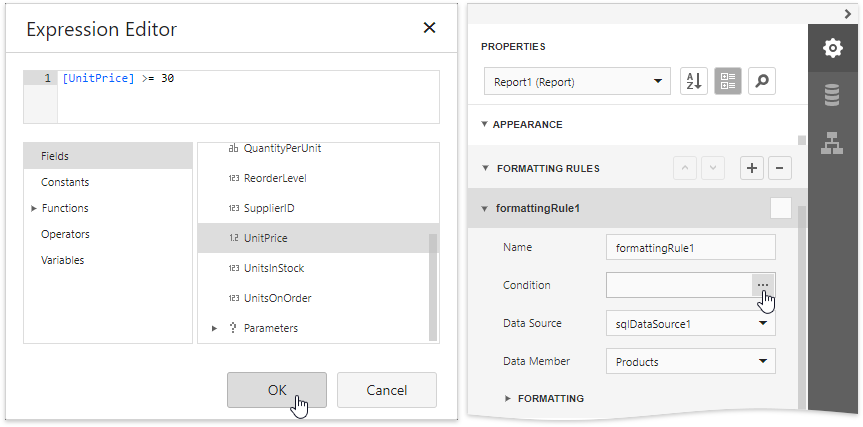 Expression Editor
1 [UnitPrice] >= 30
Fields
Constants
Functions
Operators
Variables
ab QuantityPerUnit
123 ReorderLevel
123 SupplierID
1.2 UnitPrice
123 UnitsInStock
123 UnitsOnOrder
? Parameters
OK
Cancel
PROPERTIES
Report1 (Report)
A Z
APPEARANCE
FORMATTING RULES
formattingRule1
Name formattingRule1
Condition ...
Data Source sqlDataSource1
Data Member Products
FORMATTING